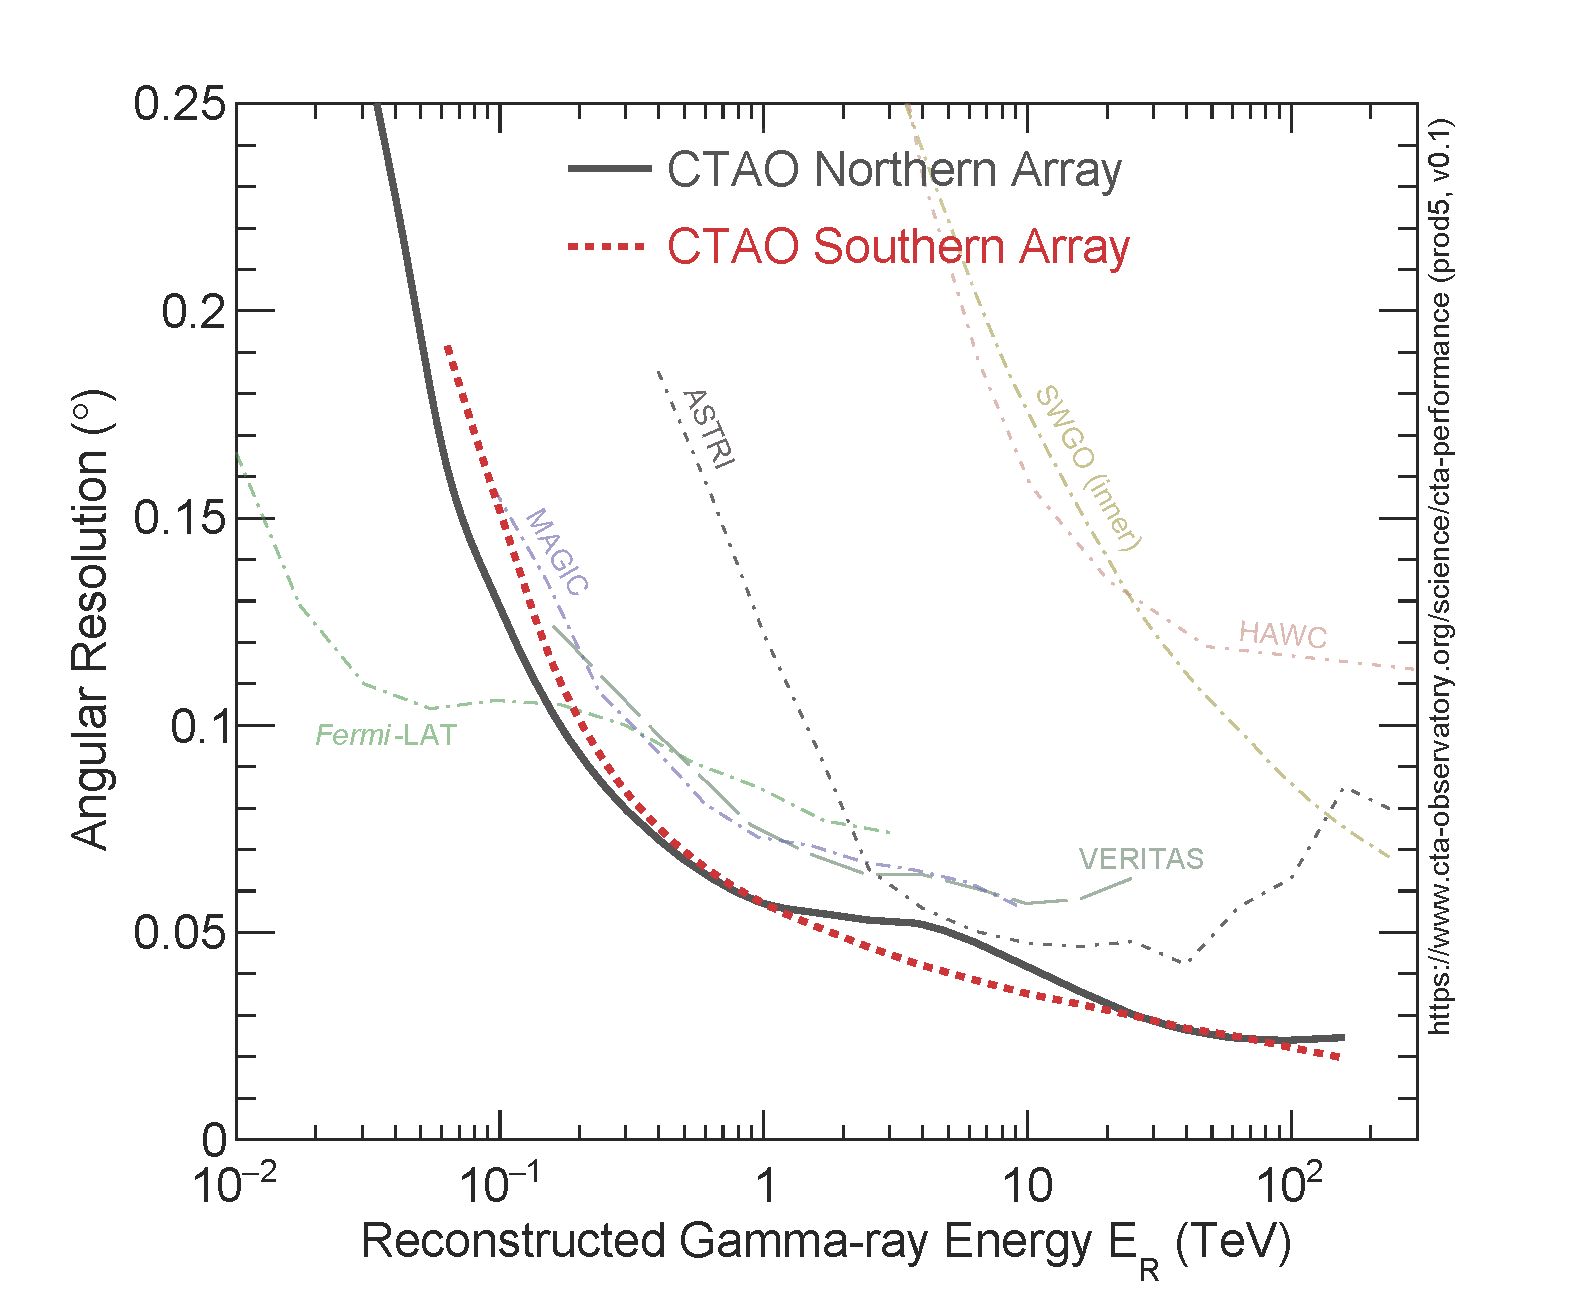 0.25
0.2
0.15
0.1
0.05
0
Angular Resolution (°)
CTAO Northern Array
CTAO Southern Array
ASTRI
SWGO (inner)
MAGIC
HAWC
Fermi-LAT
VERITAS
10⁻² 10⁻¹ 1 10 10²
Reconstructed Gamma-ray Energy E_R (TeV)
https://www.cta-observatory.org/science/cta-performance (prod5, v0.1)